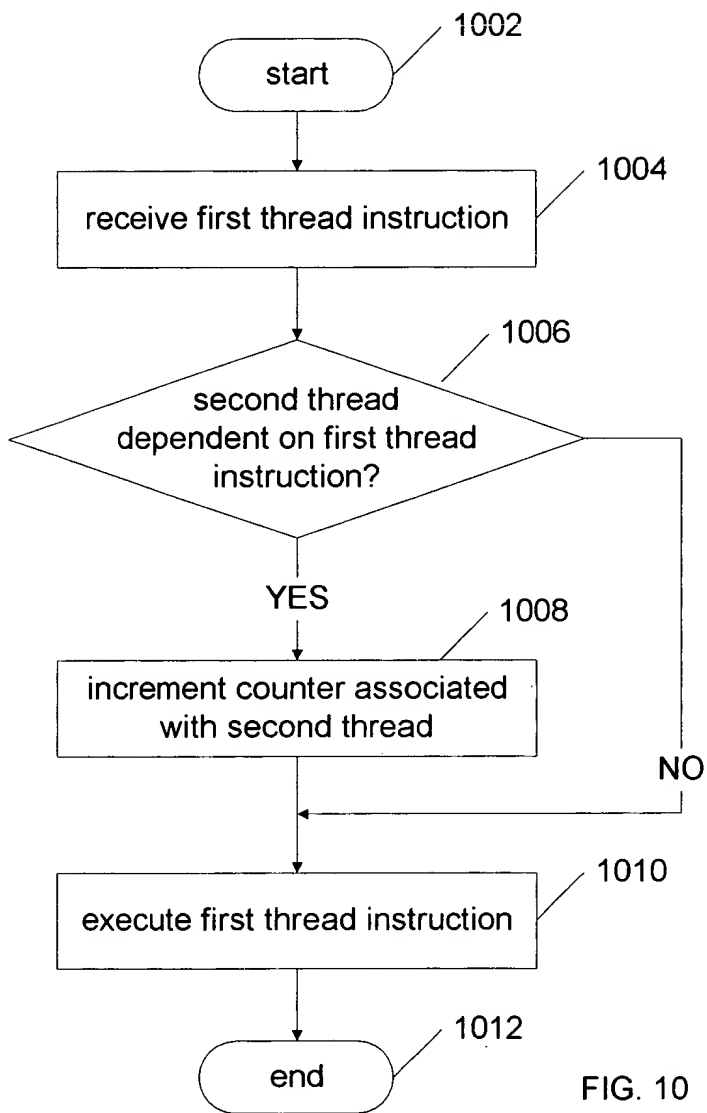 1002
start
1004
receive first thread instruction
1006
second thread
dependent on first thread
instruction?
YES
1008
increment counter associated
with second thread
NO
1010
execute first thread instruction
1012
end
FIG. 10